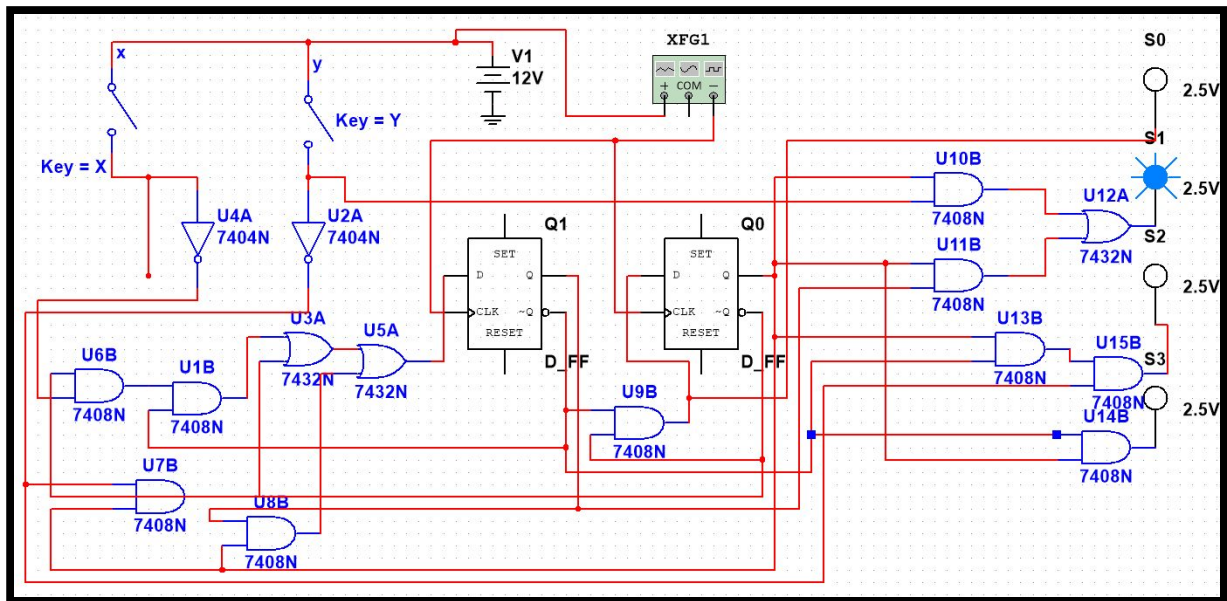 XFG1
S0
x
y
V1
12V
+ COM −
2.5V
Key = Y
S1
Key = X
U10B
2.5V
U4A
7404N
U2A
7404N
Q1
Q0
7408N
U12A
7432N
S2
U11B
SET
D Q
CLK ~Q
RESET
D_FF
SET
D Q
CLK ~Q
RESET
D_FF
7408N
2.5V
U3A
7432N
U5A
7432N
U13B
7408N
U15B
7408N
S3
U6B
7408N
U1B
7408N
U9B
7408N
2.5V
U14B
7408N
U7B
7408N
U8B
7408N